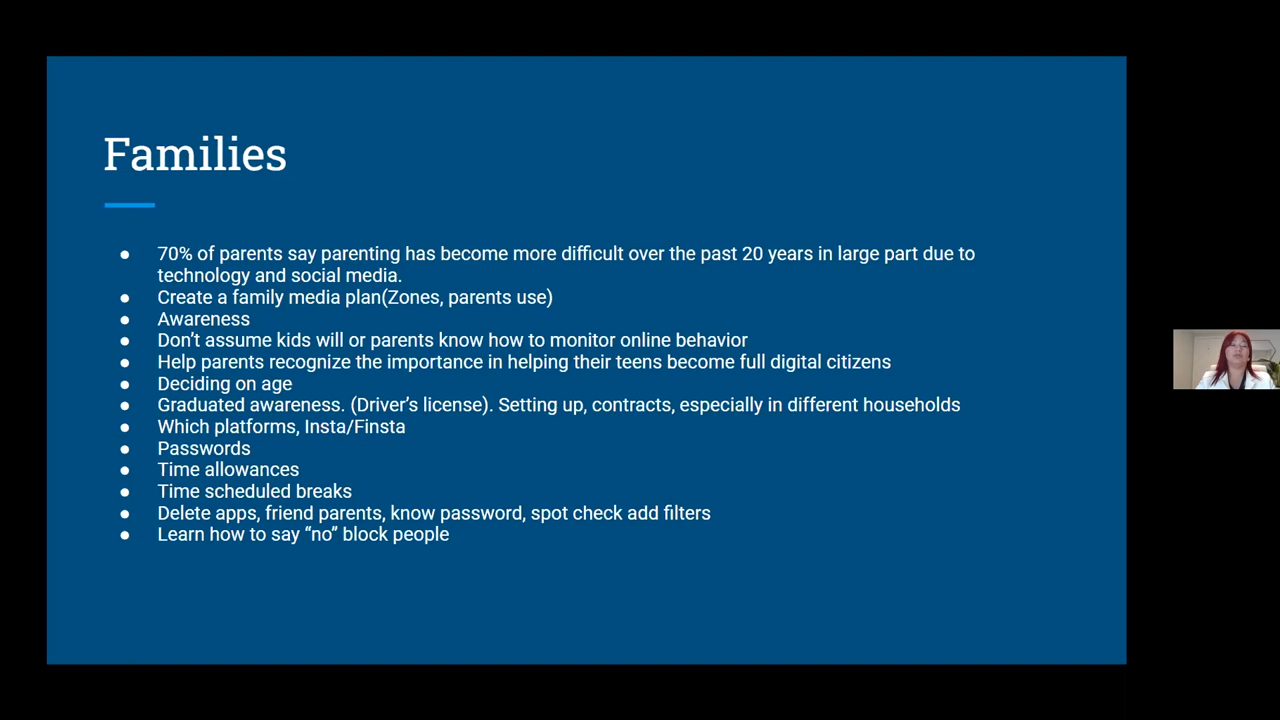 Families
● 70% of parents say parenting has become more difficult over the past 20 years in large part due to
technology and social media.
● Create a family media plan(Zones, parents use)
● Awareness
● Don’t assume kids will or parents know how to monitor online behavior
● Help parents recognize the importance in helping their teens become full digital citizens
● Deciding on age
● Graduated awareness. (Driver’s license). Setting up, contracts, especially in different households
● Which platforms, Insta/Finsta
● Passwords
● Time allowances
● Time scheduled breaks
● Delete apps, friend parents, know password, spot check add filters
● Learn how to say “no” block people